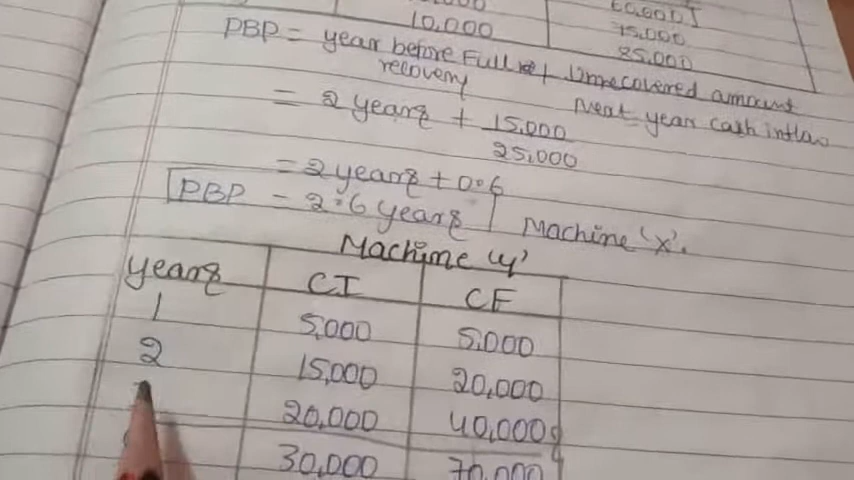 10,000
75,000
85,000
PBP = year before Full + Unrecovered amount
recovery
Next year cash inflow
= 2 years + 15,000
25,000
= 2 years + 0.6
PBP = 2.6 years Machine 'X'.
Machine 'Y'
years CI CF
1 5,000 5,000
2 15,000 20,000
20,000 40,000
30,000 70,000